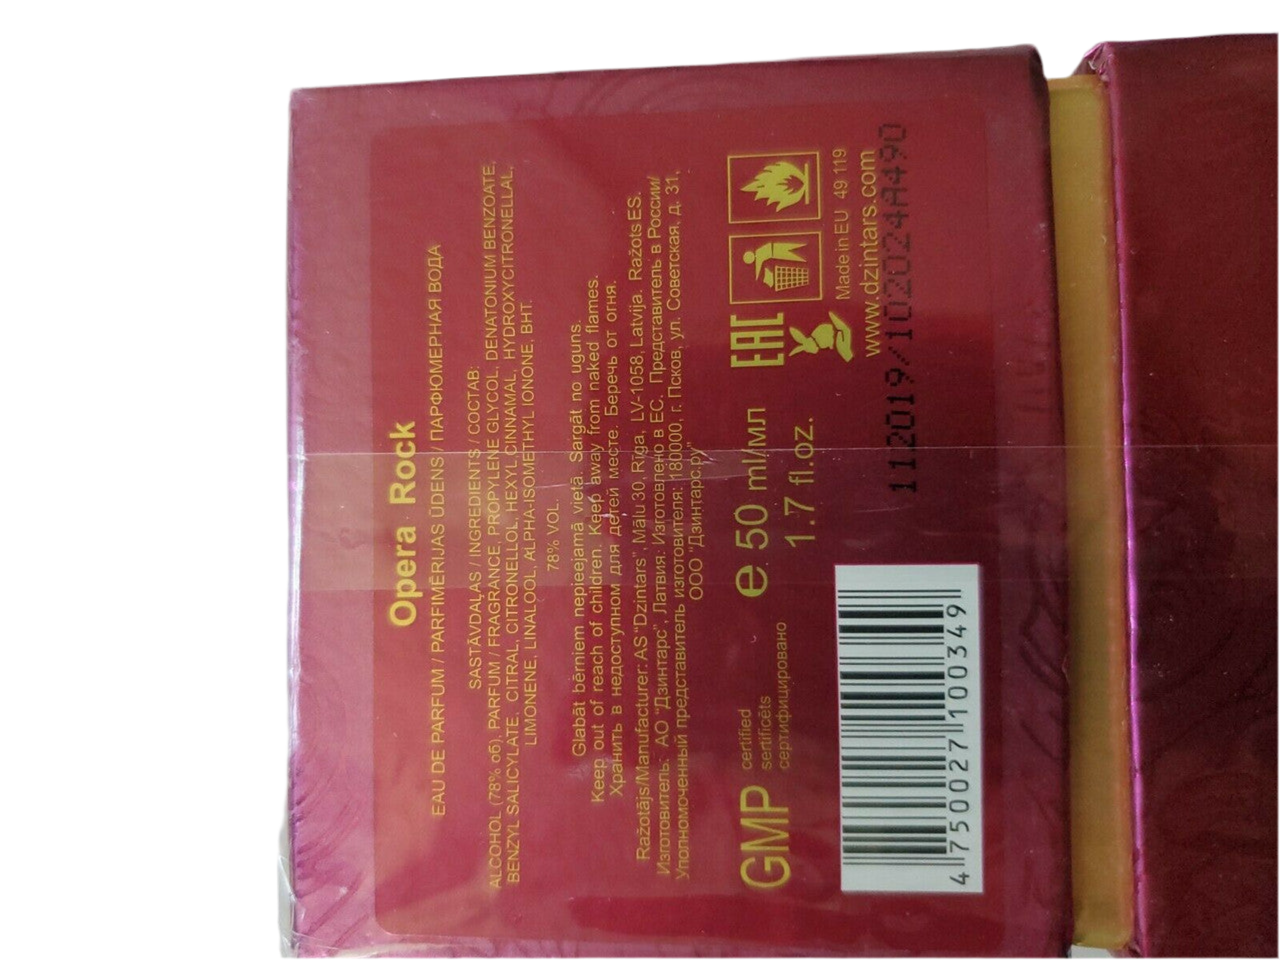 Opera Rock
EAU DE PARFUM / PARFIMĒRIJAS ŪDENS / ПАРФЮМЕРНАЯ ВОДА
SASTĀVDAĻAS / INGREDIENTS / СОСТАВ:
ALCOHOL (78% об), PARFUM / FRAGRANCE, PROPYLENE GLYCOL, DENATONIUM BENZOATE,
BENZYL SALICYLATE, CITRAL, CITRONELLOL, HEXYL CINNAMAL, HYDROXYCITRONELLAL,
LIMONENE, LINALOOL, ALPHA-ISOMETHYL IONONE, BHT.
78% VOL.
Glabāt bērniem nepieejamā vietā. Sargāt no uguns.
Keep out of reach of children. Keep away from naked flames.
Хранить в недоступном для детей месте. Беречь от огня.
Ražotājs/Manufacturer: AS "Dzintars", Mālu 30, Rīga, LV-1058, Latvija. Ražots ES.
Изготовитель: АО "Дзинтарс", Латвия. Изготовлено в ЕС. Представитель в России/
Уполномоченный представитель изготовителя: 180000, г. Псков, ул. Советская, д. 31,
ООО "Дзинтарс.ру"
GMP certified
sertificēts
сертифицировано
e 50 ml/мл
1.7 fl.oz.
EAC
Made in EU 49 119
www.dzintars.com
112019/102024A490
4 750027 100349